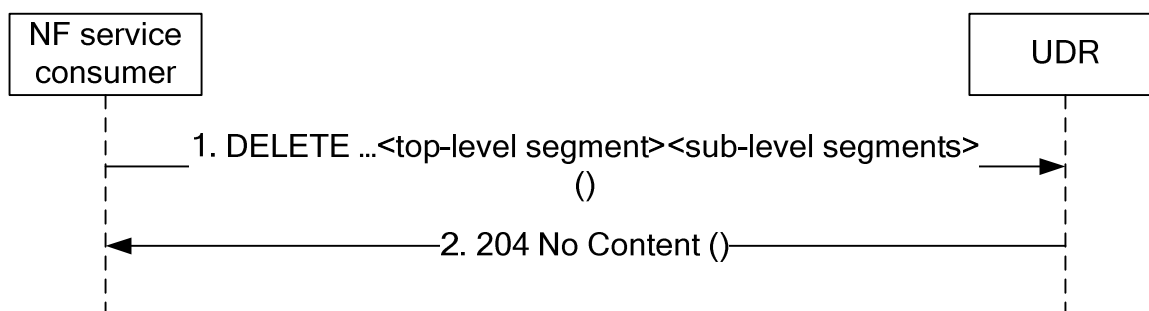 NF service
consumer
UDR
1. DELETE ...<top-level segment><sub-level segments>
()
2. 204 No Content ()